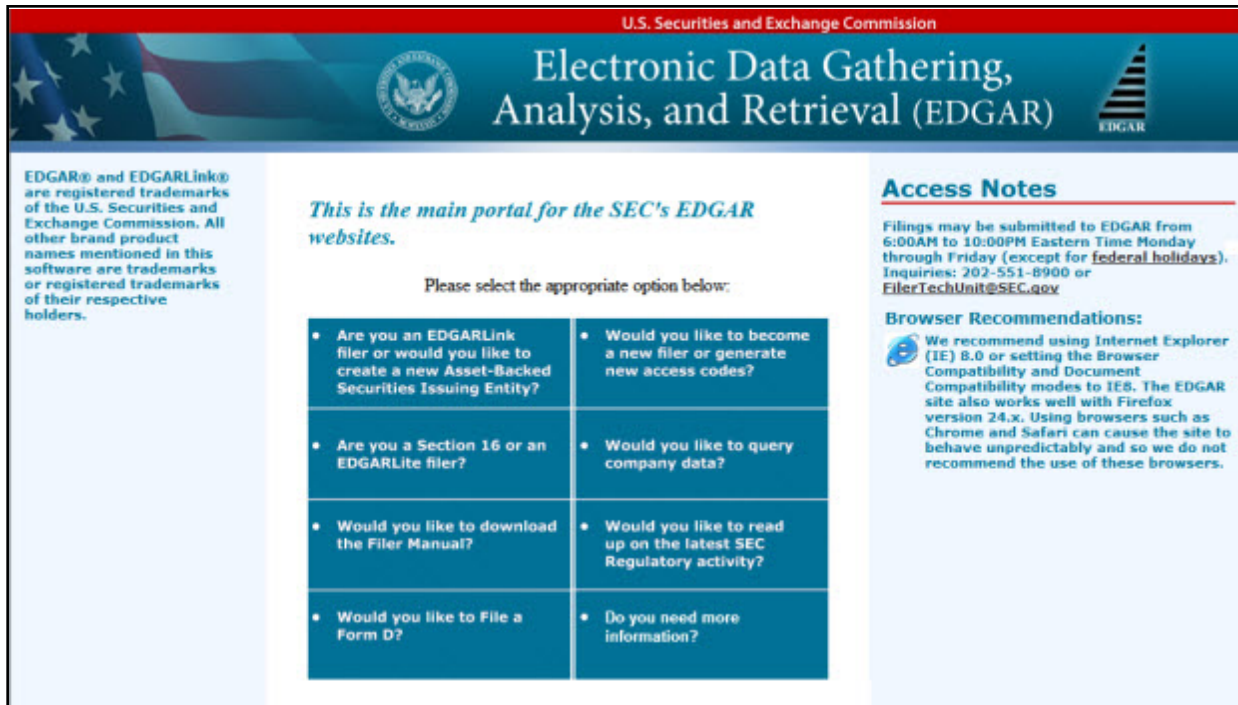 U.S. Securities and Exchange Commission
Electronic Data Gathering,
Analysis, and Retrieval (EDGAR)
EDGAR
EDGAR® and EDGARLink®
are registered trademarks
of the U.S. Securities and
Exchange Commission. All
other brand product
names mentioned in this
software are trademarks
or registered trademarks
of their respective
holders.
This is the main portal for the SEC's EDGAR
websites.
Please select the appropriate option below:
• Are you an EDGARLink
filer or would you like to
create a new Asset-Backed
Securities Issuing Entity?
• Would you like to become
a new filer or generate
new access codes?
• Are you a Section 16 or an
EDGARLite filer?
• Would you like to query
company data?
• Would you like to download
the Filer Manual?
• Would you like to read
up on the latest SEC
Regulatory activity?
• Would you like to File a
Form D?
• Do you need more
information?
Access Notes
Filings may be submitted to EDGAR from
6:00AM to 10:00PM Eastern Time Monday
through Friday (except for federal holidays).
Inquiries: 202-551-8900 or
FilerTechUnit@SEC.gov
Browser Recommendations:
We recommend using Internet Explorer
(IE) 8.0 or setting the Browser
Compatibility and Document
Compatibility modes to IE8. The EDGAR
site also works well with Firefox
version 24.x. Using browsers such as
Chrome and Safari can cause the site to
behave unpredictably and so we do not
recommend the use of these browsers.